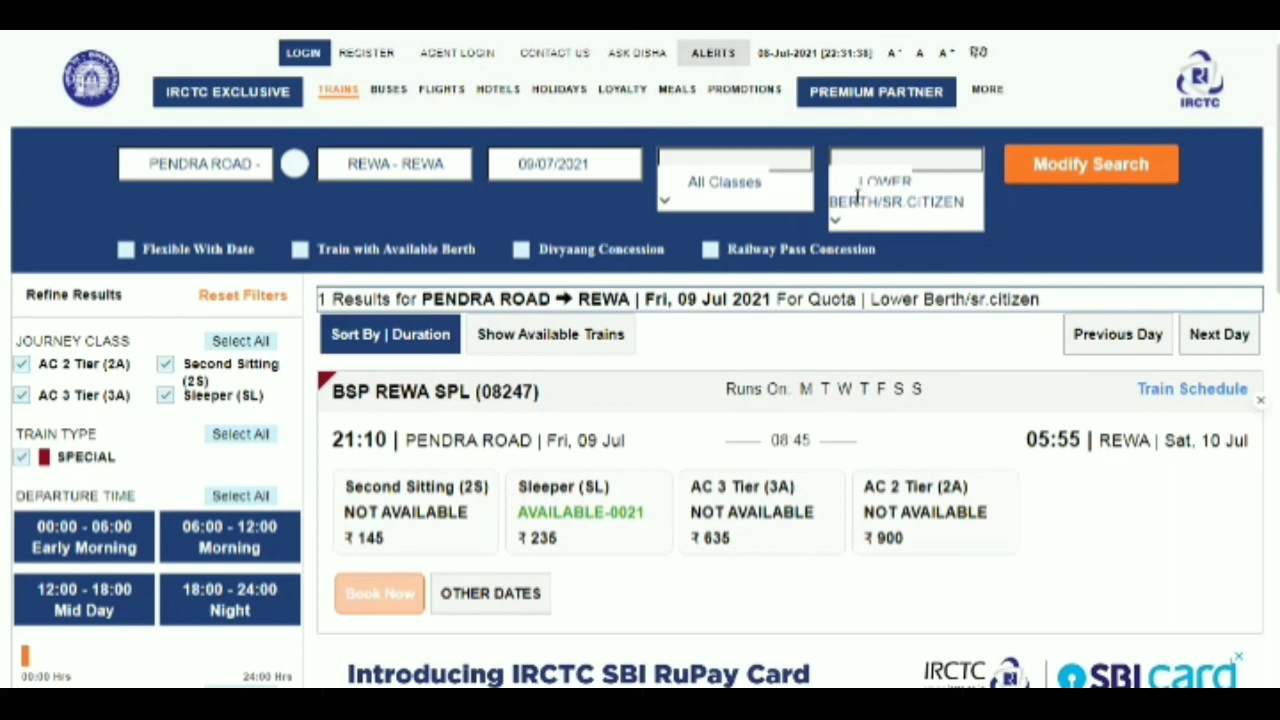 LOGIN REGISTER AGENT LOGIN CONTACT US ASK DISHA ALERTS 08-Jul-2021 [22:31:38] A- A A+ हिंदी
IRCTC EXCLUSIVE TRAINS BUSES FLIGHTS HOTELS HOLIDAYS LOYALTY MEALS PROMOTIONS PREMIUM PARTNER MORE
IRCTC
PENDRA ROAD - REWA - REWA 09/07/2021 All Classes LOWER BERTH/SR.CITIZEN Modify Search
Flexible With Date Train with Available Berth Divyaang Concession Railway Pass Concession
Refine Results Reset Filters
1 Results for PENDRA ROAD ➔ REWA | Fri, 09 Jul 2021 For Quota | Lower Berth/sr.citizen
Sort By | Duration Show Available Trains Previous Day Next Day
JOURNEY CLASS Select All
AC 2 Tier (2A) Second Sitting (2S)
AC 3 Tier (3A) Sleeper (SL)
TRAIN TYPE Select All
SPECIAL
DEPARTURE TIME Select All
00:00 - 06:00 Early Morning
06:00 - 12:00 Morning
12:00 - 18:00 Mid Day
18:00 - 24:00 Night
00:00 Hrs 24:00 Hrs
BSP REWA SPL (08247) Runs On: M T W T F S S Train Schedule
21:10 | PENDRA ROAD | Fri, 09 Jul 08:45 05:55 | REWA | Sat, 10 Jul
Second Sitting (2S) Sleeper (SL) AC 3 Tier (3A) AC 2 Tier (2A)
NOT AVAILABLE AVAILABLE-0021 NOT AVAILABLE NOT AVAILABLE
₹ 145 ₹ 235 ₹ 635 ₹ 900
Book Now OTHER DATES
Introducing IRCTC SBI RuPay Card IRCTC SBI card